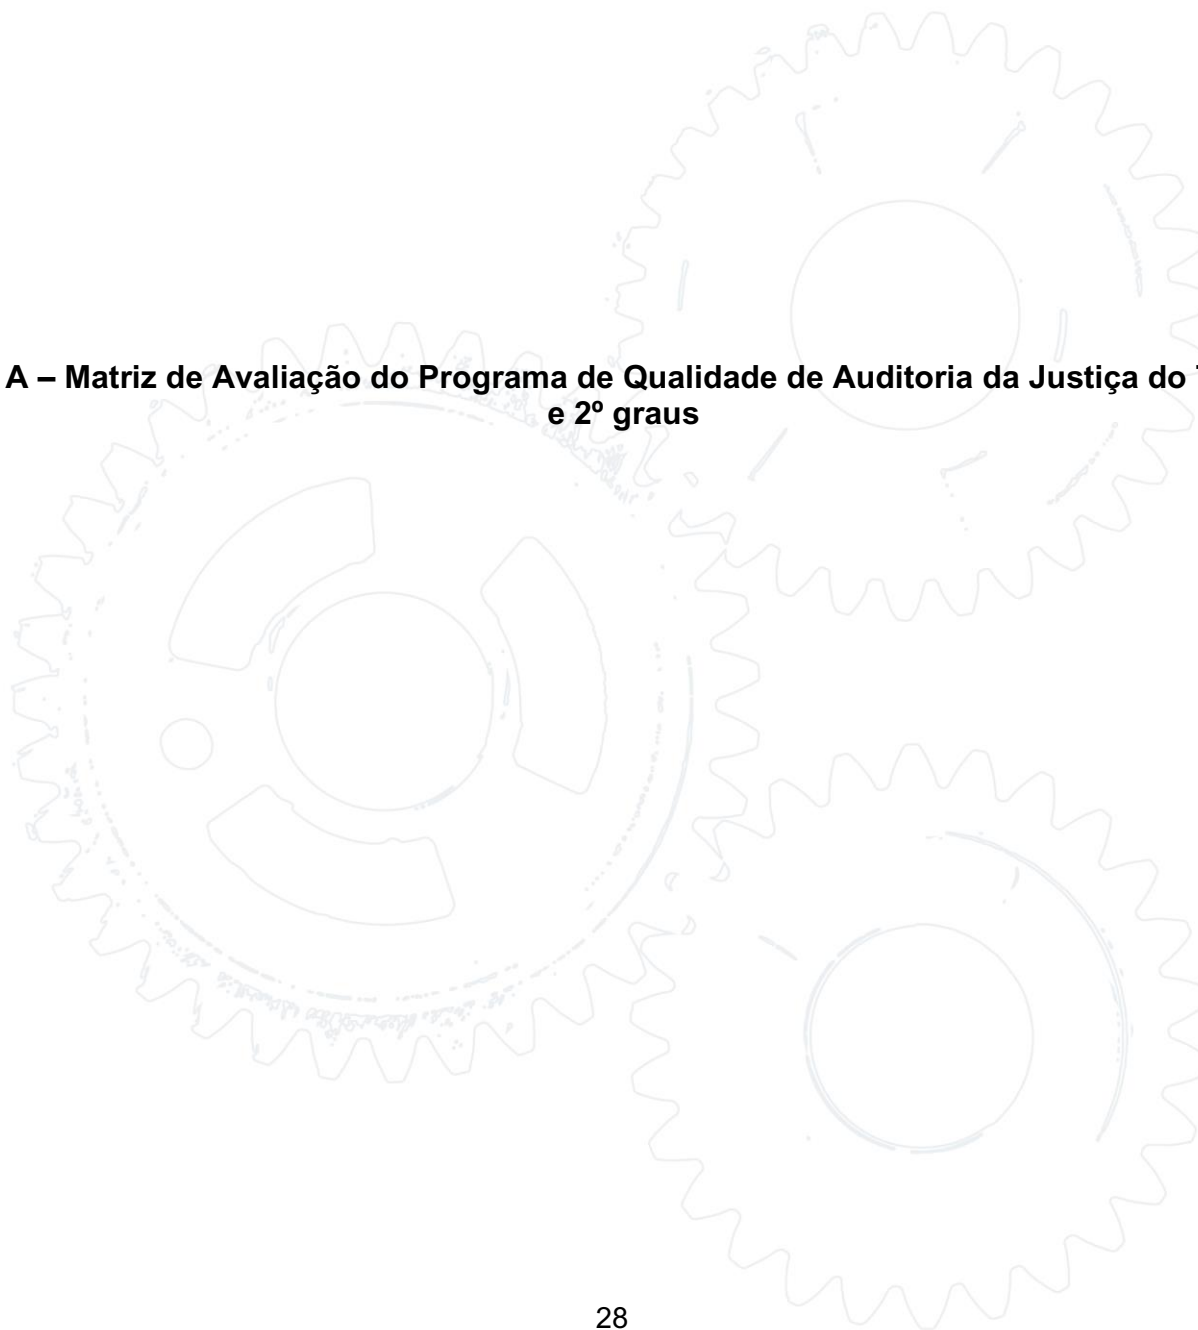 A – Matriz de Avaliação do Programa de Qualidade de Auditoria da Justiça do
e 2º graus
28